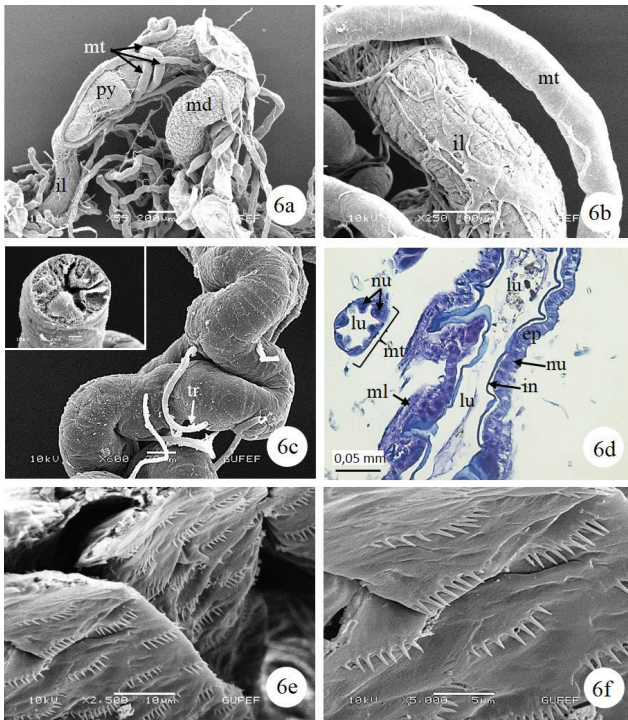 mt
py
md
il
10kV X55 200µm GUFEF
6a
mt
il
10kV X250 100µm GUFEF
6b
tr
10kV X600 GUFEF
6c
nu
lu
lu
mt
ep
nu
ml
lu
in
0,05 mm
6d
10kV X2,500 10µm GUFEF
6e
10kV X5,000 5µm GUFEF
6f